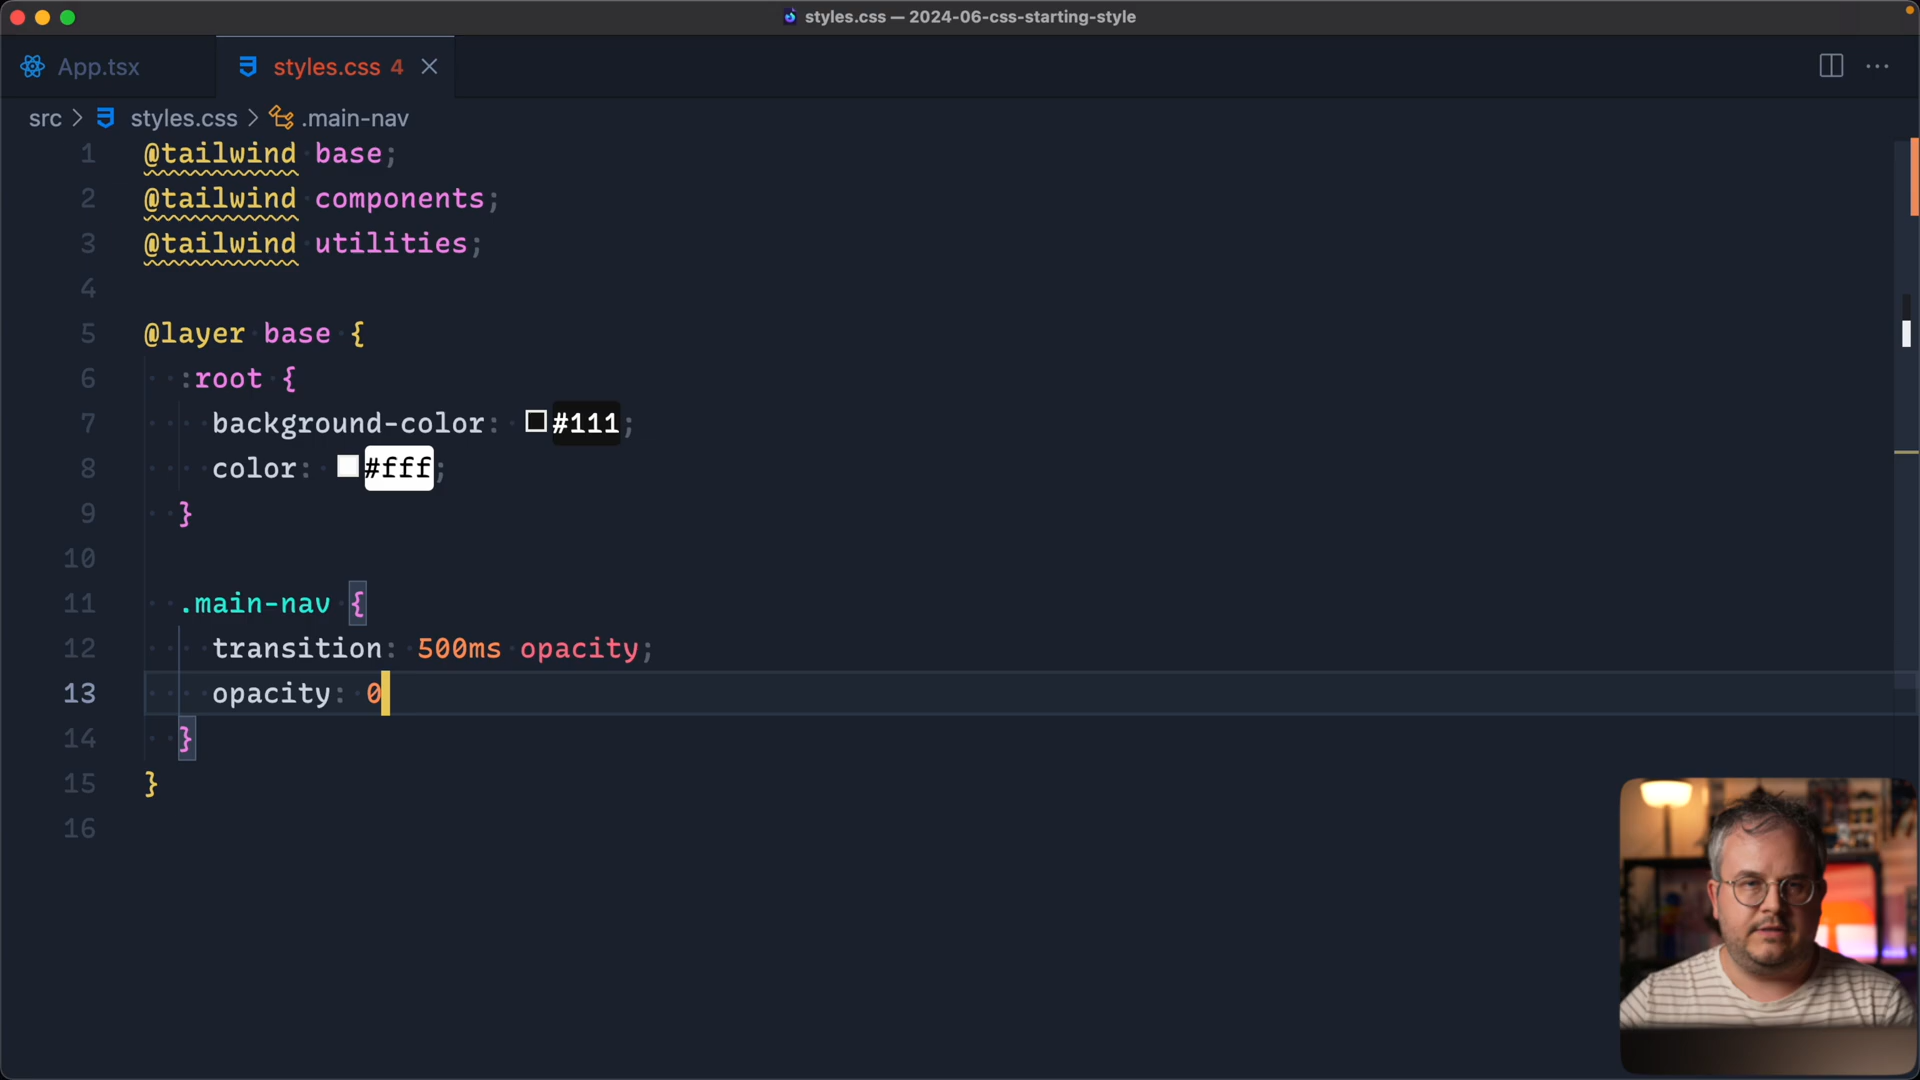 styles.css — 2024-06-css-starting-style
App.tsx
styles.css 4
src > styles.css > .main-nav
1 @tailwind base;
2 @tailwind components;
3 @tailwind utilities;
4
5 @layer base {
6 :root {
7 background-color: #111;
8 color: #fff;
9 }
10
11 .main-nav {
12 transition: 500ms opacity;
13 opacity: 0
14 }
15 }
16